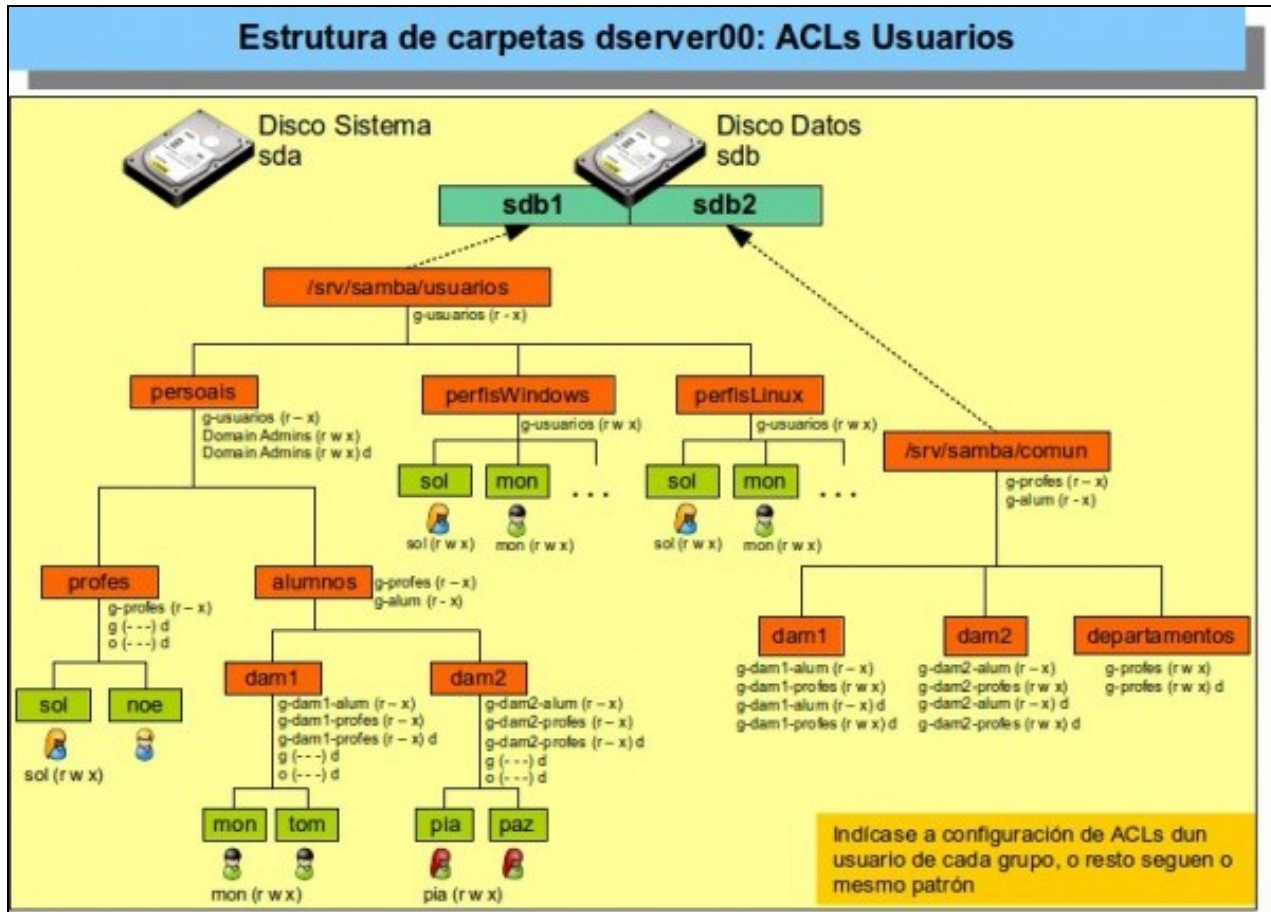 Estrutura de carpetas dserver00: ACLs Usuarios
Disco Sistema
sda
Disco Datos
sdb
sdb1
sdb2
/srv/samba/usuarios
g-usuarios (r - x)
persoais
g-usuarios (r – x)
Domain Admins (r w x)
Domain Admins (r w x) d
perfisWindows
g-usuarios (r w x)
sol
mon
. . .
sol (r w x)
mon (r w x)
perfisLinux
g-usuarios (r w x)
sol
mon
. . .
sol (r w x)
mon (r w x)
/srv/samba/comun
g-profes (r – x)
g-alum (r - x)
profes
g-profes (r – x)
g (- - -) d
o (- - -) d
sol
noe
sol (r w x)
alumnos
g-profes (r – x)
g-alum (r - x)
dam1
g-dam1-alum (r – x)
g-dam1-profes (r – x)
g-dam1-profes (r – x) d
g (- - -) d
o (- - -) d
mon
tom
mon (r w x)
dam2
g-dam2-alum (r – x)
g-dam2-profes (r – x)
g-dam2-profes (r – x) d
g (- - -) d
o (- - -) d
pia
paz
pia (r w x)
dam1
g-dam1-alum (r – x)
g-dam1-profes (r w x)
g-dam1-alum (r – x) d
g-dam1-profes (r w x) d
dam2
g-dam2-alum (r – x)
g-dam2-profes (r w x)
g-dam2-alum (r – x) d
g-dam2-profes (r w x) d
departamentos
g-profes (r w x)
g-profes (r w x) d
Indícase a configuración de ACLs dun
usuario de cada grupo, o resto seguen o
mesmo patrón